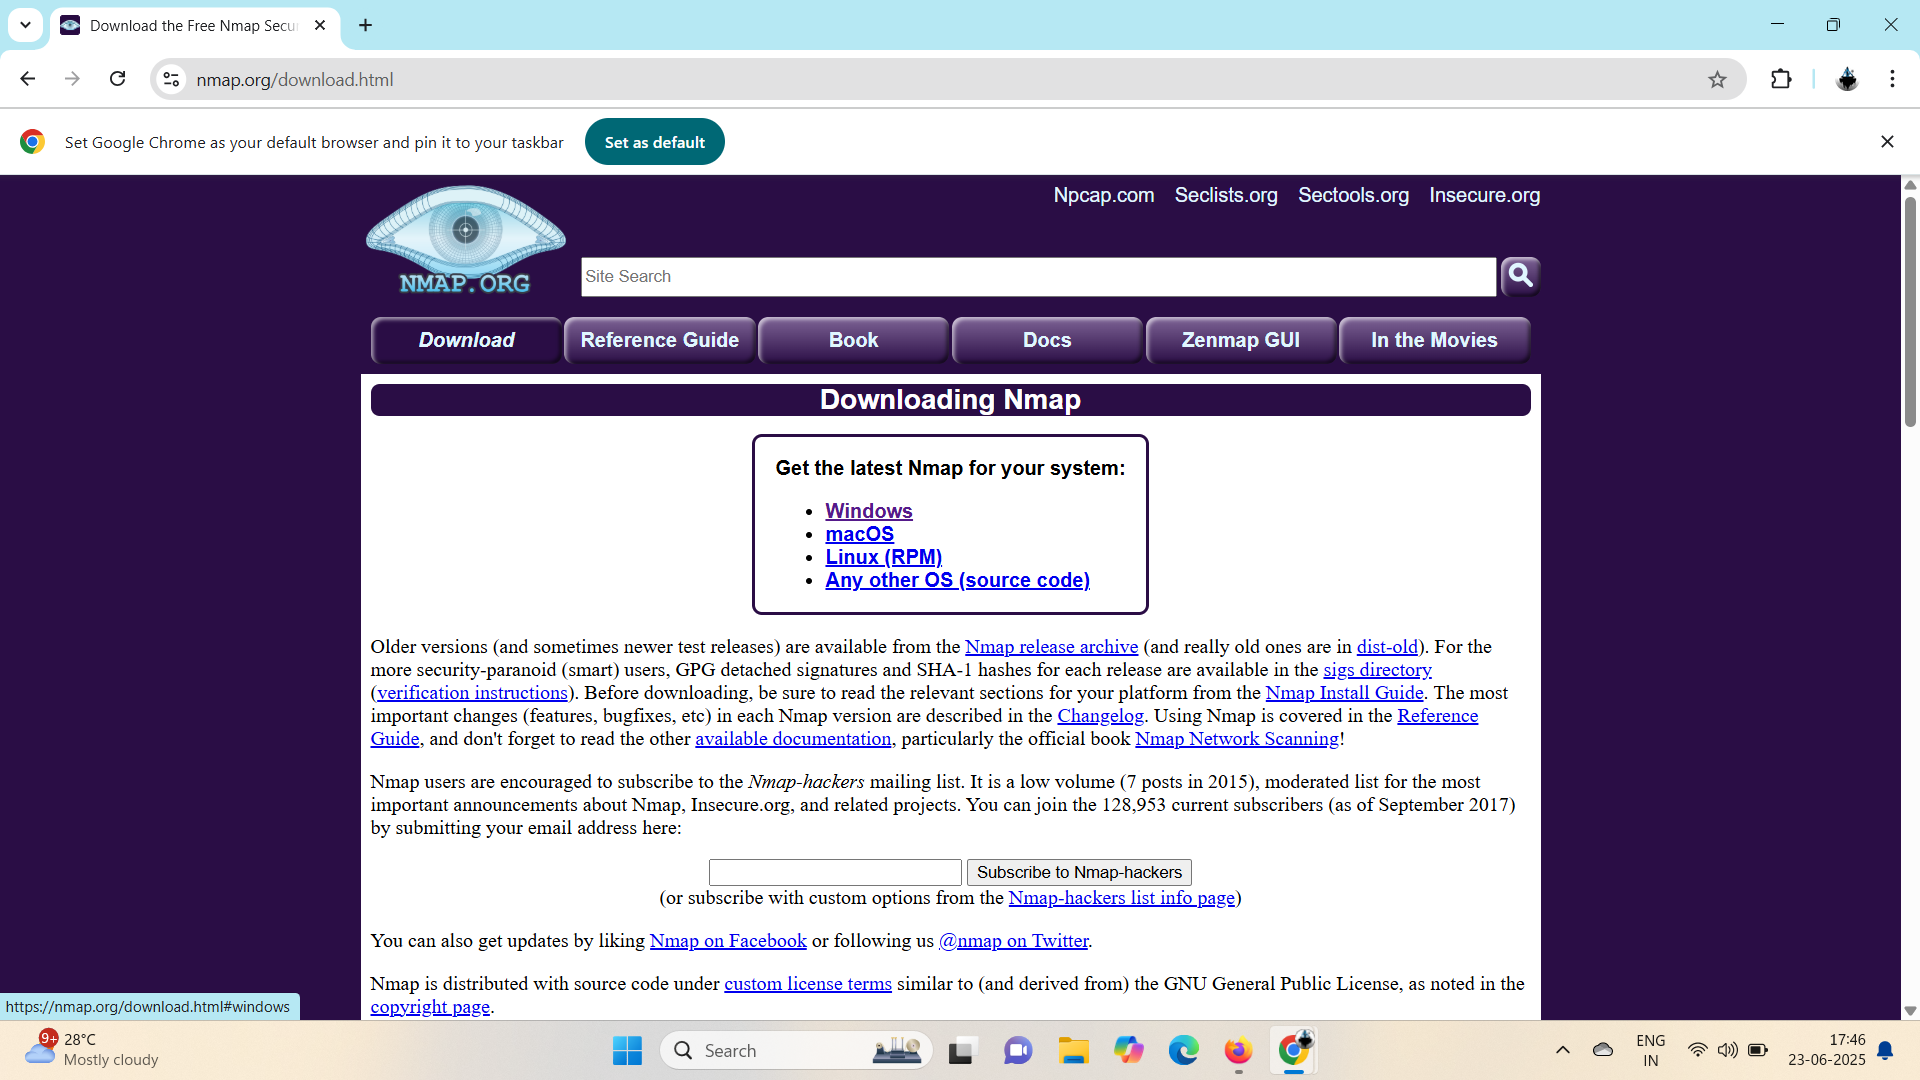 Download the Free Nmap Secu
nmap.org/download.html
Set Google Chrome as your default browser and pin it to your taskbar
Set as default
Npcap.com Seclists.org Sectools.org Insecure.org
NMAP.ORG
Site Search
Download Reference Guide Book Docs Zenmap GUI In the Movies
Downloading Nmap
Get the latest Nmap for your system:
• Windows
• macOS
• Linux (RPM)
• Any other OS (source code)
Older versions (and sometimes newer test releases) are available from the Nmap release archive (and really old ones are in dist-old). For the
more security-paranoid (smart) users, GPG detached signatures and SHA-1 hashes for each release are available in the sigs directory
(verification instructions). Before downloading, be sure to read the relevant sections for your platform from the Nmap Install Guide. The most
important changes (features, bugfixes, etc) in each Nmap version are described in the Changelog. Using Nmap is covered in the Reference
Guide, and don't forget to read the other available documentation, particularly the official book Nmap Network Scanning!
Nmap users are encouraged to subscribe to the Nmap-hackers mailing list. It is a low volume (7 posts in 2015), moderated list for the most
important announcements about Nmap, Insecure.org, and related projects. You can join the 128,953 current subscribers (as of September 2017)
by submitting your email address here:
Subscribe to Nmap-hackers
(or subscribe with custom options from the Nmap-hackers list info page)
You can also get updates by liking Nmap on Facebook or following us @nmap on Twitter.
Nmap is distributed with source code under custom license terms similar to (and derived from) the GNU General Public License, as noted in the
copyright page.
https://nmap.org/download.html#windows
9+
28°C
Mostly cloudy
Search
ENG
IN
17:46
23-06-2025